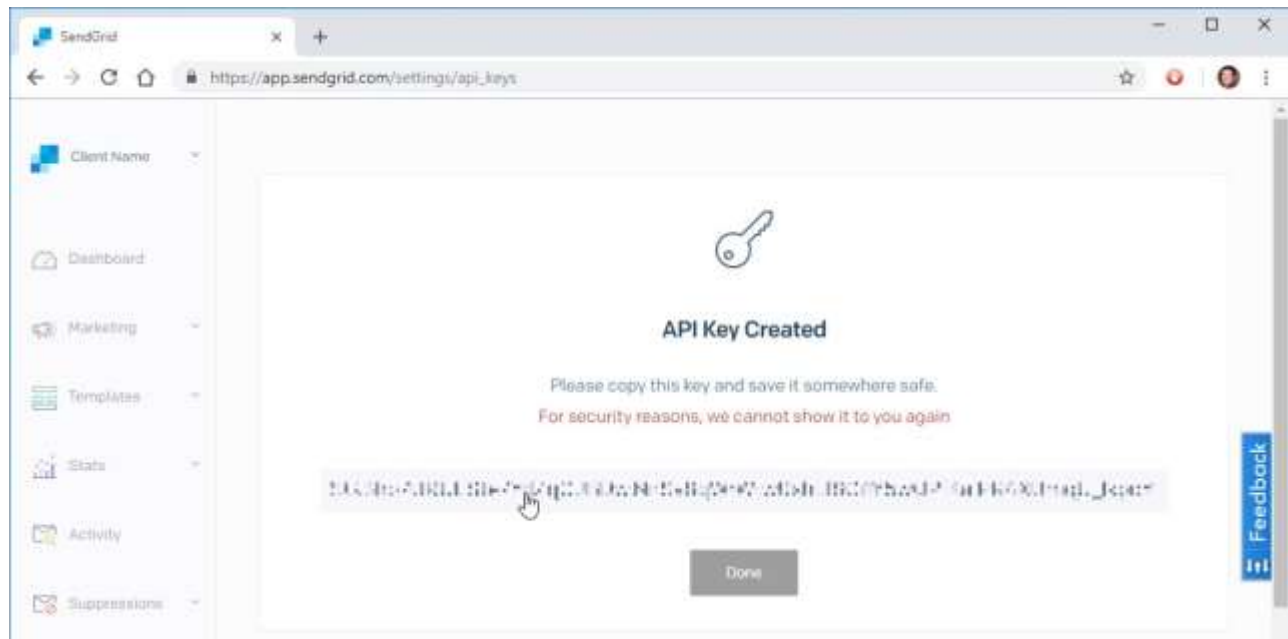 SendGrid
https://app.sendgrid.com/settings/api_keys
Client Name
Dashboard
Marketing
Templates
Stats
Activity
Suppressions
API Key Created
Please copy this key and save it somewhere safe.
For security reasons, we cannot show it to you again
Done
Feedback